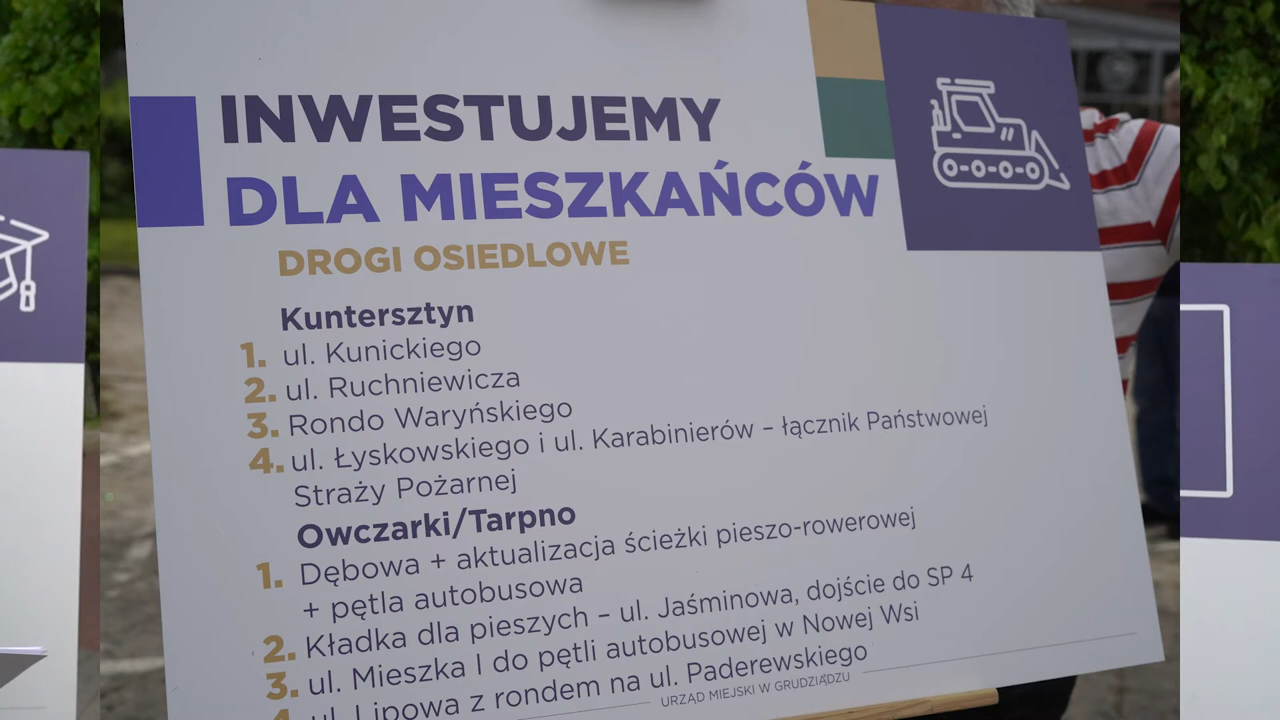 INWESTUJEMY
DLA MIESZKAŃCÓW
DROGI OSIEDLOWE
Kuntersztyn
1. ul. Kunickiego
2. ul. Ruchniewicza
3. Rondo Waryńskiego
4. ul. Łyskowskiego i ul. Karabinierów – łącznik Państwowej
Straży Pożarnej
Owczarki/Tarpno
1. Dębowa + aktualizacja ścieżki pieszo-rowerowej
+ pętla autobusowa
2. Kładka dla pieszych – ul. Jaśminowa, dojście do SP 4
3. ul. Mieszka I do pętli autobusowej w Nowej Wsi
4. ul. Lipowa z rondem na ul. Paderewskiego
URZĄD MIEJSKI W GRUDZIĄDZU